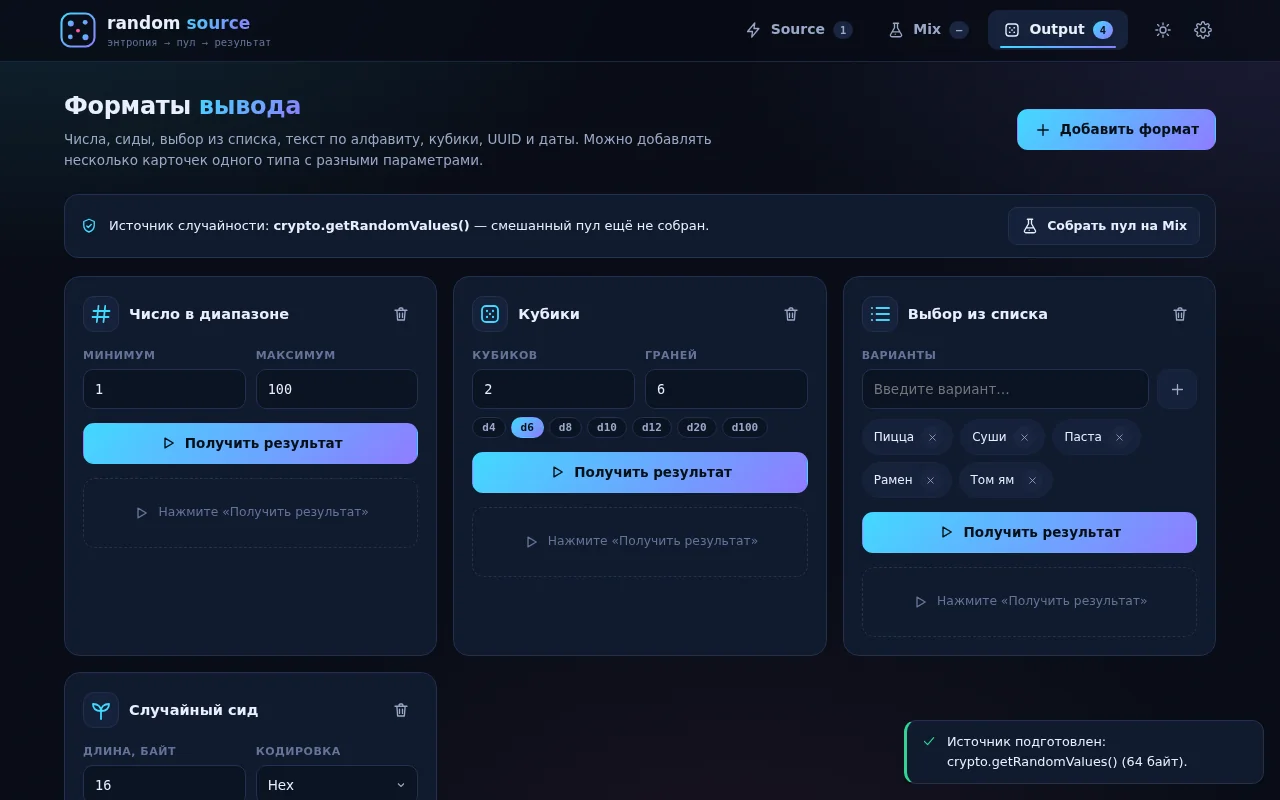 random source
энтропия → пул → результат
Source 1
Mix –
Output 4
Форматы вывода
Числа, сиды, выбор из списка, текст по алфавиту, кубики, UUID и даты. Можно добавлять
несколько карточек одного типа с разными параметрами.
Добавить формат
Источник случайности: crypto.getRandomValues() — смешанный пул ещё не собран.
Собрать пул на Mix
Число в диапазоне
МИНИМУМ
МАКСИМУМ
1
100
Получить результат
Нажмите «Получить результат»
Кубики
КУБИКОВ
ГРАНЕЙ
2
6
d4 d6 d8 d10 d12 d20 d100
Получить результат
Нажмите «Получить результат»
Выбор из списка
ВАРИАНТЫ
Введите вариант...
Пицца
Суши
Паста
Рамен
Том ям
Получить результат
Нажмите «Получить результат»
Случайный сид
ДЛИНА, БАЙТ
КОДИРОВКА
16
Hex
Источник подготовлен:
crypto.getRandomValues() (64 байт).